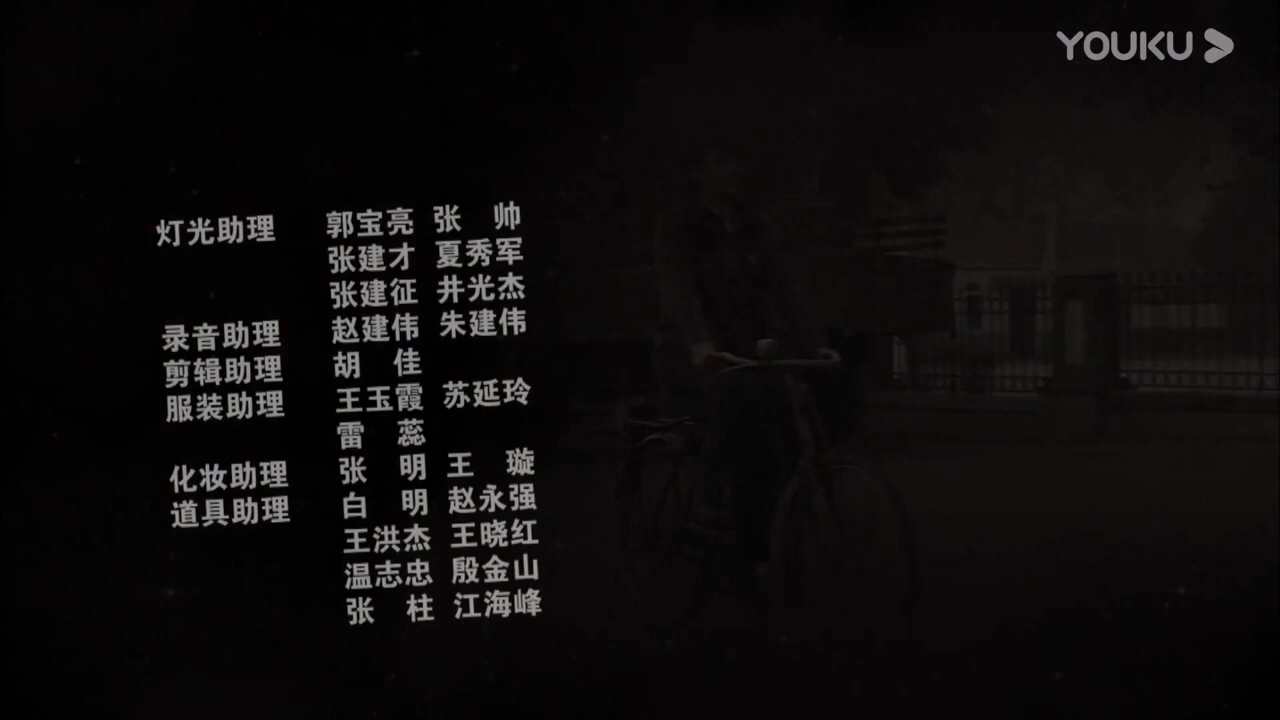 YOUKU
灯光助理 郭宝亮 张 帅
张建才 夏秀军
张建征 井光杰
录音助理 赵建伟 朱建伟
剪辑助理 胡 佳
服装助理 王玉霞 苏延玲
雷 蕊
化妆助理 张 明 王 璇
道具助理 白 明 赵永强
王洪杰 王晓红
温志忠 殷金山
张 柱 江海峰